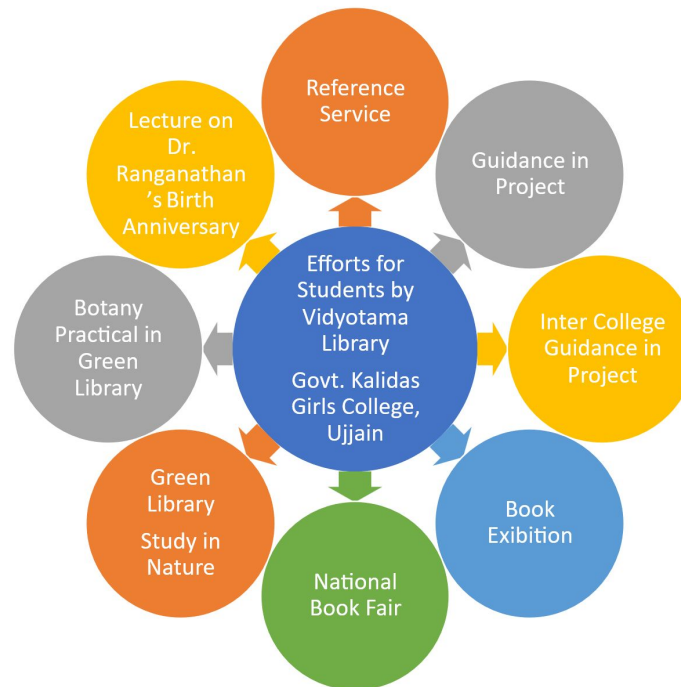 Reference
Service
Guidance in
Project
Inter College
Guidance in
Project
Book
Exibition
National
Book Fair
Green
Library
Study in
Nature
Botany
Practical in
Green
Library
Lecture on
Dr.
Ranganathan
's Birth
Anniversary
Efforts for
Students by
Vidyotama
Library
Govt. Kalidas
Girls College,
Ujjain